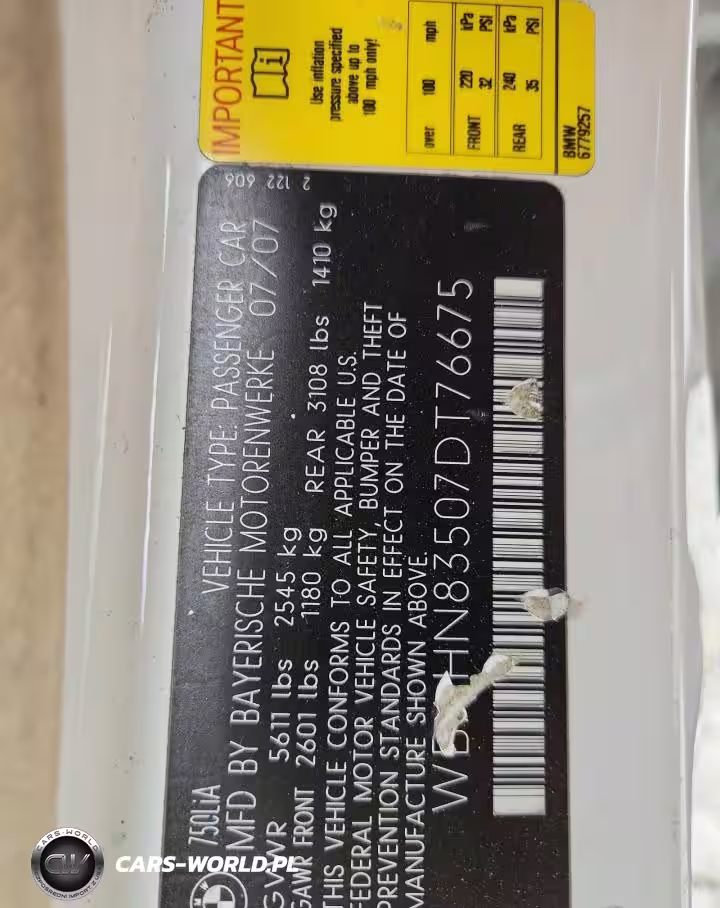 IMPORTANT
Use inflation
pressure specified
above up to
100 mph only!
over 100 mph
FRONT 220 kPa
32 PSI
REAR 240 kPa
35 PSI
BMW
6779257
2 122 606
VEHICLE TYPE: PASSENGER CAR
750LiA
MFD BY BAYERISCHE MOTORENWERKE 07/07
GVWR 5611 lbs 2545 kg
GAWR FRONT 2601 lbs 1180 kg REAR 3108 lbs 1410 kg
THIS VEHICLE CONFORMS TO ALL APPLICABLE U.S.
FEDERAL MOTOR VEHICLE SAFETY, BUMPER AND THEFT
PREVENTION STANDARDS IN EFFECT ON THE DATE OF
MANUFACTURE SHOWN ABOVE.
HN83507DT76675
CARS-WORLD
CW
CARS-WORLD.PL